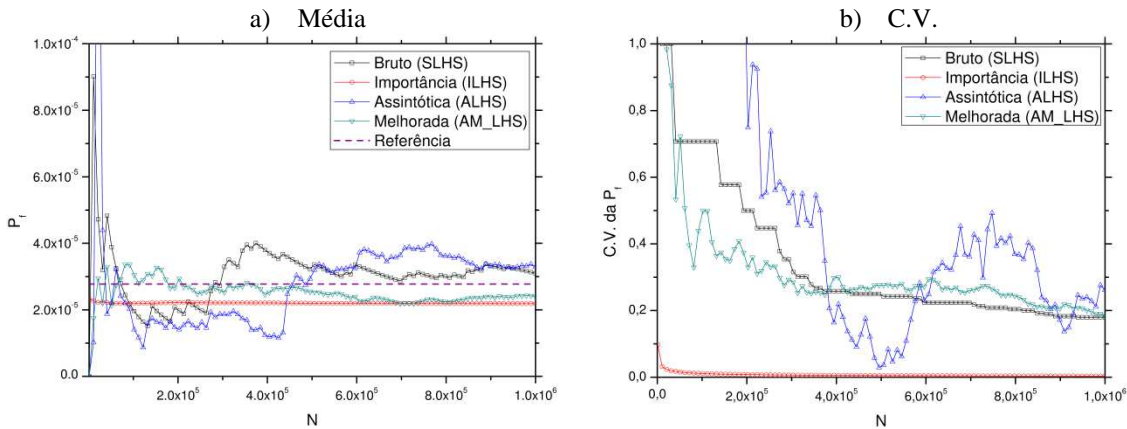 a) Média
b) C.V.
1,0x10⁻⁴
8,0x10⁻⁵
6,0x10⁻⁵
4,0x10⁻⁵
2,0x10⁻⁵
0,0
P_f
Bruto (SLHS)
Importância (ILHS)
Assintótica (ALHS)
Melhorada (AM_LHS)
Referência
2,0x10⁵
4,0x10⁵
6,0x10⁵
8,0x10⁵
1,0x10⁶
N
1,0
0,8
0,6
0,4
0,2
0,0
C.V. da P_f
Bruto (SLHS)
Importância (ILHS)
Assintótica (ALHS)
Melhorada (AM_LHS)
0,0
2,0x10⁵
4,0x10⁵
6,0x10⁵
8,0x10⁵
1,0x10⁶
N